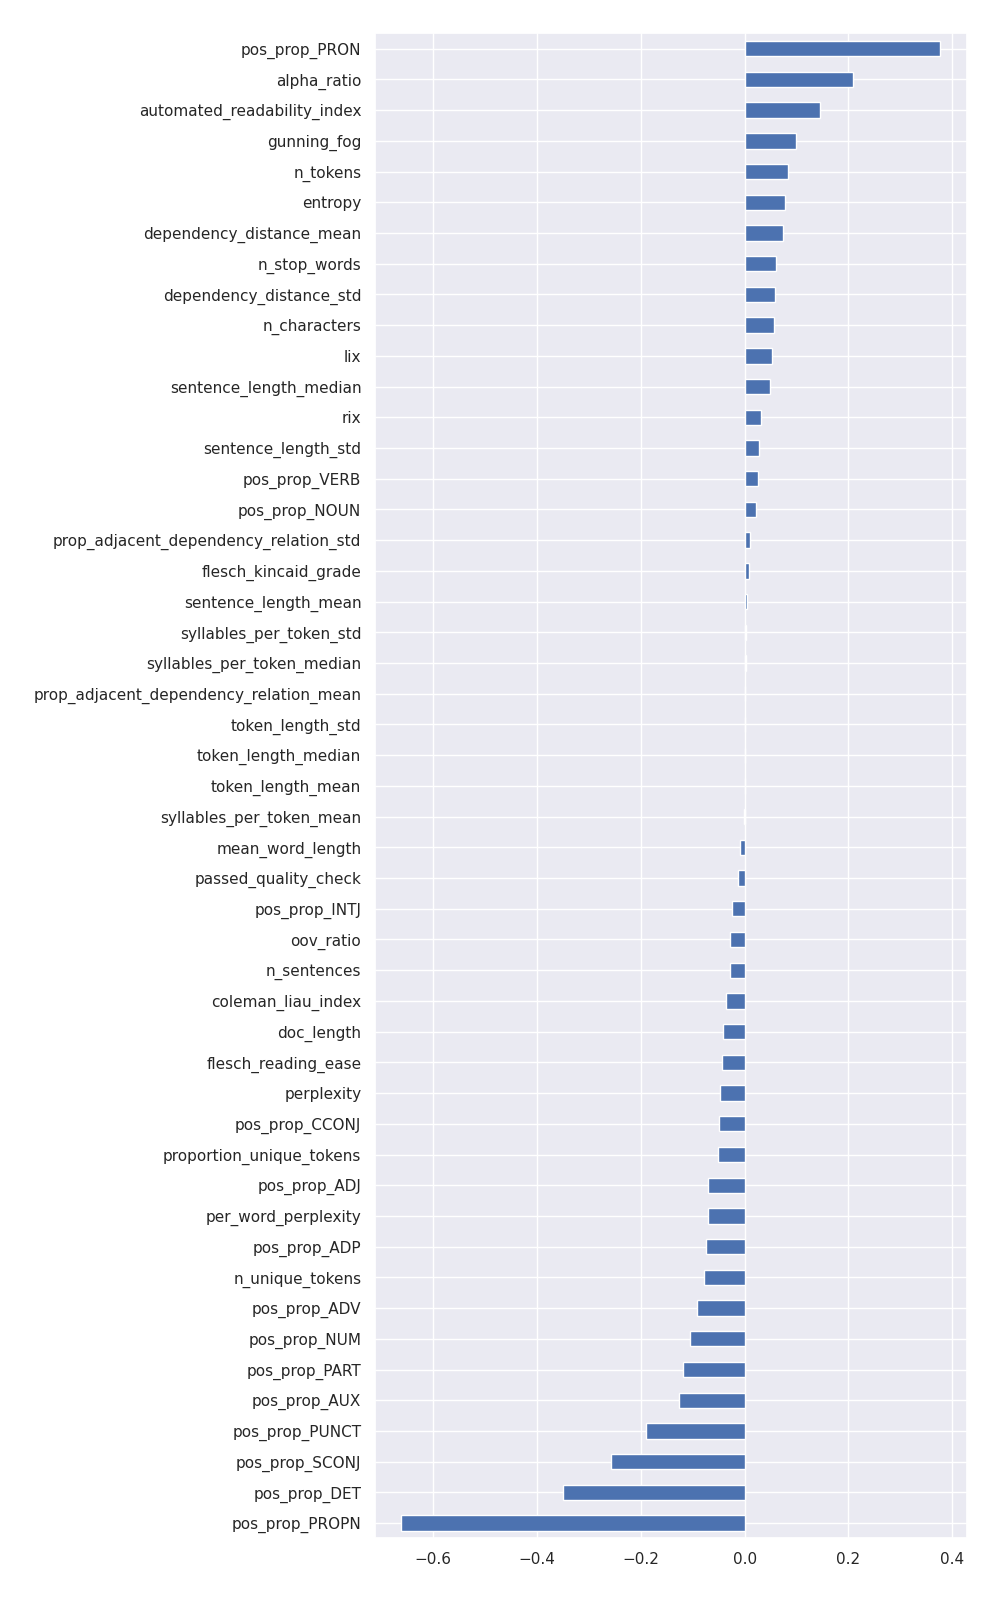 pos_prop_PRON
alpha_ratio
automated_readability_index
gunning_fog
n_tokens
entropy
dependency_distance_mean
n_stop_words
dependency_distance_std
n_characters
lix
sentence_length_median
rix
sentence_length_std
pos_prop_VERB
pos_prop_NOUN
prop_adjacent_dependency_relation_std
flesch_kincaid_grade
sentence_length_mean
syllables_per_token_std
syllables_per_token_median
prop_adjacent_dependency_relation_mean
token_length_std
token_length_median
token_length_mean
syllables_per_token_mean
mean_word_length
passed_quality_check
pos_prop_INTJ
oov_ratio
n_sentences
coleman_liau_index
doc_length
flesch_reading_ease
perplexity
pos_prop_CCONJ
proportion_unique_tokens
pos_prop_ADJ
per_word_perplexity
pos_prop_ADP
n_unique_tokens
pos_prop_ADV
pos_prop_NUM
pos_prop_PART
pos_prop_AUX
pos_prop_PUNCT
pos_prop_SCONJ
pos_prop_DET
pos_prop_PROPN
−0.6 −0.4 −0.2 0.0 0.2 0.4